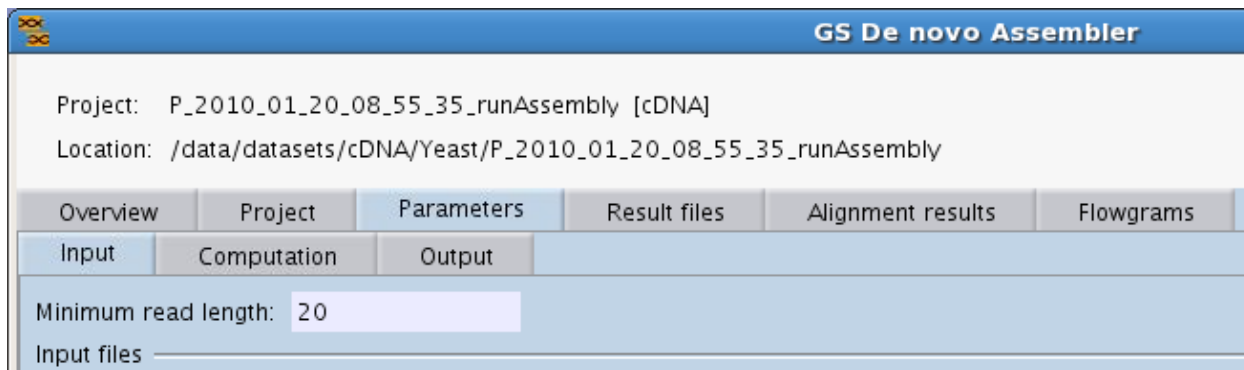 GS De novo Assembler
Project: P_2010_01_20_08_55_35_runAssembly [cDNA]
Location: /data/datasets/cDNA/Yeast/P_2010_01_20_08_55_35_runAssembly
Overview Project Parameters Result files Alignment results Flowgrams
Input Computation Output
Minimum read length: 20
Input files